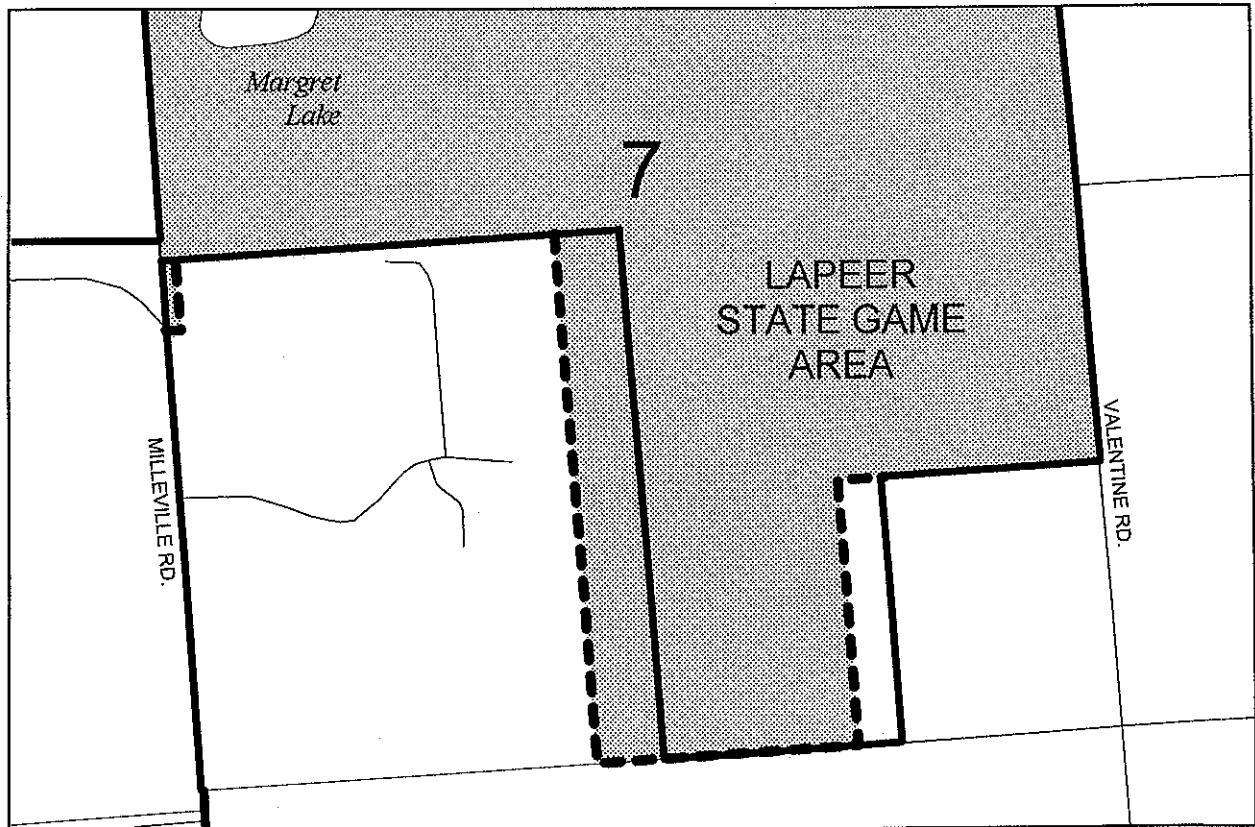 Margret
Lake
7
LAPEER
STATE GAME
AREA
MILLEVILLE RD.
VALENTINE RD.